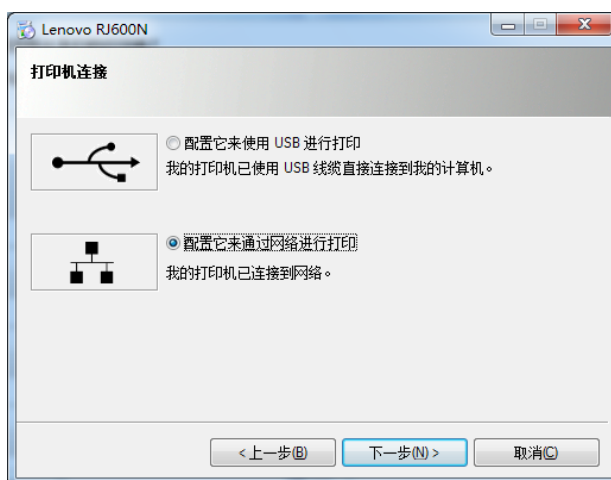 Lenovo RJ600N
打印机连接
配置它来使用 USB 进行打印
我的打印机已使用 USB 线缆直接连接到我的计算机。
配置它来通过网络进行打印
我的打印机已连接到网络。
<上一步(B)
下一步(N) >
取消(C)